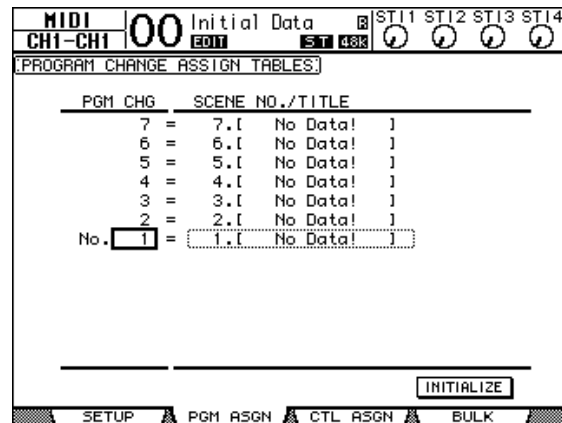 MIDI
CH1-CH1
00 Initial Data R
EDIT ST 48k
ST1 ST2 ST3 ST4
PROGRAM CHANGE ASSIGN TABLES
PGM CHG SCENE NO./TITLE
7 = 7.[ No Data! ]
6 = 6.[ No Data! ]
5 = 5.[ No Data! ]
4 = 4.[ No Data! ]
3 = 3.[ No Data! ]
2 = 2.[ No Data! ]
No. 1 = 1.[ No Data! ]
INITIALIZE
SETUP PGM ASGN CTL ASGN BULK